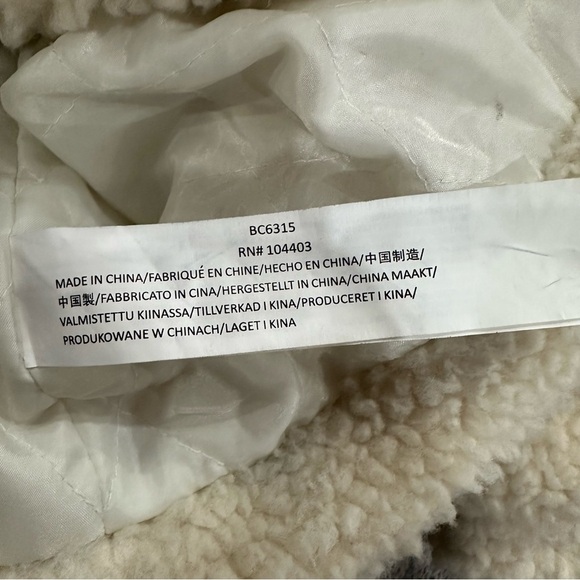 BC6315
RN# 104403
MADE IN CHINA/FABRIQUÉ EN CHINE/HECHO EN CHINA/中国制造/
中国製/FABBRICATO IN CINA/HERGESTELLT IN CHINA/CHINA MAAKT/
VALMISTETTU KIINASSA/TILLVERKAD I KINA/PRODUCERET I KINA/
PRODUKOWANE W CHINACH/LAGET I KINA